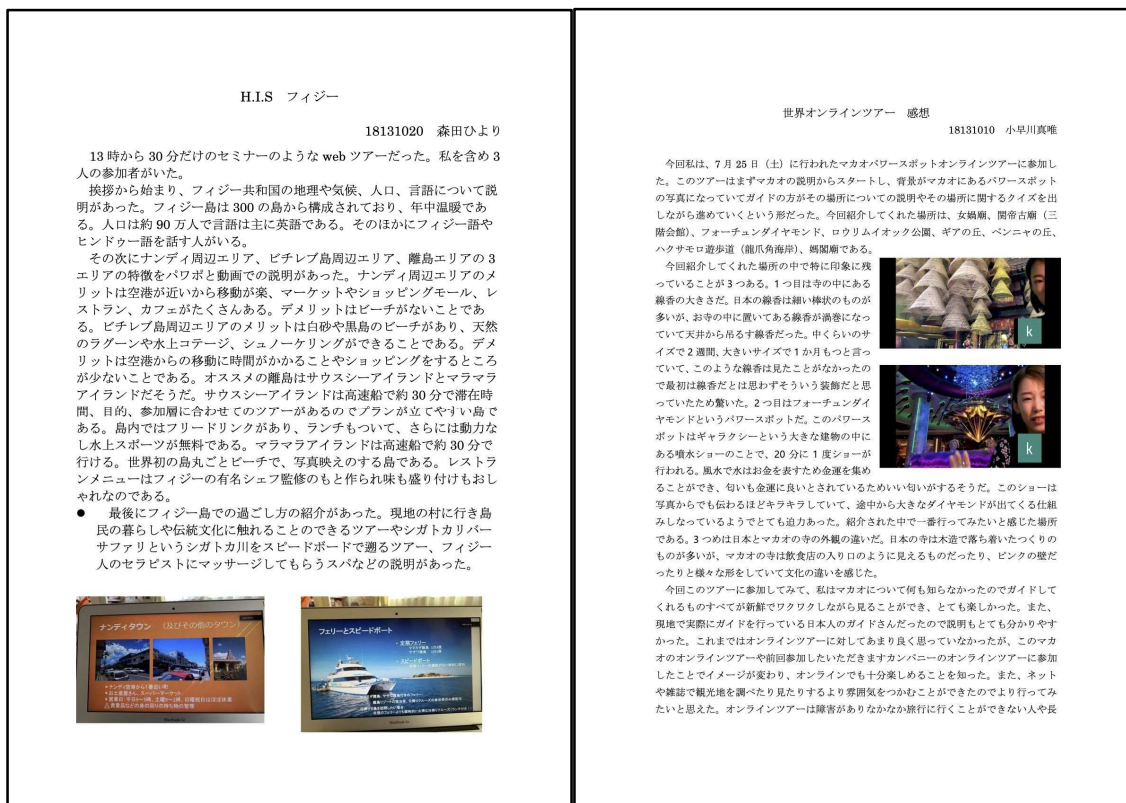 H.I.S　フィジー
18131020　森田ひより
13 時から 30 分だけのセミナーのような web ツアーだった。私を含め 3
人の参加者がいた。
挨拶から始まり、フィジー共和国の地理や気候、人口、言語について説
明があった。フィジー島は 300 の島から構成されており、年中温暖であ
る。人口は約 90 万人で言語は主に英語である。そのほかにフィジー語や
ヒンドゥー語を話す人がいる。
その次にナンディ周辺エリア、ビチレブ島周辺エリア、離島エリアの 3
エリアの特徴をパワポと動画での説明があった。ナンディ周辺エリアのメ
リットは空港が近いから移動が楽、マーケットやショッピングモール、レ
ストラン、カフェがたくさんある。デメリットはビーチがないことであ
る。ビチレブ島周辺エリアのメリットは白砂や黒島のビーチがあり、天然
のラグーンや水上コテージ、シュノーケリングができることである。デメ
リットは空港からの移動に時間がかかることやショッピングをするところ
が少ないことである。オススメの離島はサウスシーアイランドとマラマラ
アイランドだそうだ。サウスシーアイランドは高速船で約 30 分で滞在時
間、目的、参加層に合わせてのツアーがあるのでプランが立てやすい島で
ある。島内ではフリードリンクがあり、ランチもついて、さらには動力な
し水上スポーツが無料である。マラマラアイランドは高速船で約 30 分で
行ける。世界初の島丸ごとビーチで、写真映えのする島である。レストラ
ンメニューはフィジーの有名シェフ監修のもと作られ味も盛り付けもおし
ゃれなのである。
● 最後にフィジー島での過ごし方の紹介があった。現地の村に行き島
民の暮らしや伝統文化に触れることのできるツアーやシガトカリバー
サファリというシガトカ川をスピードボードで遡るツアー、フィジー
人のセラピストにマッサージしてもらうスパなどの説明があった。
ナンディタウン　(及びその他のタウン)
フェリーとスピードボート
世界オンラインツアー　感想
18131010　小早川真唯
今回私は、7 月 25 日（土）に行われたマカオパワースポットオンラインツアーに参加し
た。このツアーはまずマカオの説明からスタートし、背景がマカオにあるパワースポット
の写真になっていてガイドの方がその場所についての説明やその場所に関するクイズを出
しながら進めていくという形だった。今回紹介してくれた場所は、女媧廟、関帝古廟（三
階会館）、フォーチュンダイヤモンド、ロウリムイオック公園、ギアの丘、ペンニャの丘、
ハクサモロ遊歩道（龍爪角海岸）、媽閣廟である。
今回紹介してくれた場所の中で特に印象に残
っていることが 3 つある。1 つ目は寺の中にある
線香の大きさだ。日本の線香は細い棒状のものが
多いが、お寺の中に置いてある線香が渦巻になっ
ていて天井から吊るす線香だった。中くらいのサ
イズで 2 週間、大きいサイズで 1 か月もつと言っ
ていて、このような線香は見たことがなかったの
で最初は線香だとは思わずそういう装飾だと思
っていたため驚いた。2 つ目はフォーチュンダイ
ヤモンドというパワースポットだ。このパワース
ポットはギャラクシーという大きな建物の中に
ある噴水ショーのことで、20 分に 1 度ショーが
行われる。風水で水はお金を表すため金運を集め
ることができ、匂いも金運に良いとされているためいい匂いがするそうだ。このショーは
写真からでも伝わるほどキラキラしていて、途中から大きなダイヤモンドが出てくる仕組
みしなっているようでとても迫力あった。紹介された中で一番行ってみたいと感じた場所
である。3 つめは日本とマカオの寺の外観の違いだ。日本の寺は木造で落ち着いたつくりの
ものが多いが、マカオの寺は飲食店の入り口のように見えるものだったり、ピンクの壁だ
ったりと様々な形をしていて文化の違いを感じた。
今回このツアーに参加してみて、私はマカオについて何も知らなかったのでガイドして
くれるものすべてが新鮮でワクワクしながら見ることができ、とても楽しかった。また、
現地で実際にガイドを行っている日本人のガイドさんだったので説明もとても分かりやす
かった。これまではオンラインツアーに対してあまり良く思っていなかったが、このマカ
オのオンラインツアーや前回参加したいただきますカンパニーのオンラインツアーに参加
したことでイメージが変わり、オンラインでも十分楽しめることを知った。また、ネット
や雑誌で観光地を調べたり見たりするより雰囲気をつかむことができたのでより行ってみ
たいと思えた。オンラインツアーは障害がありなかなか旅行に行くことができない人や長
k
k